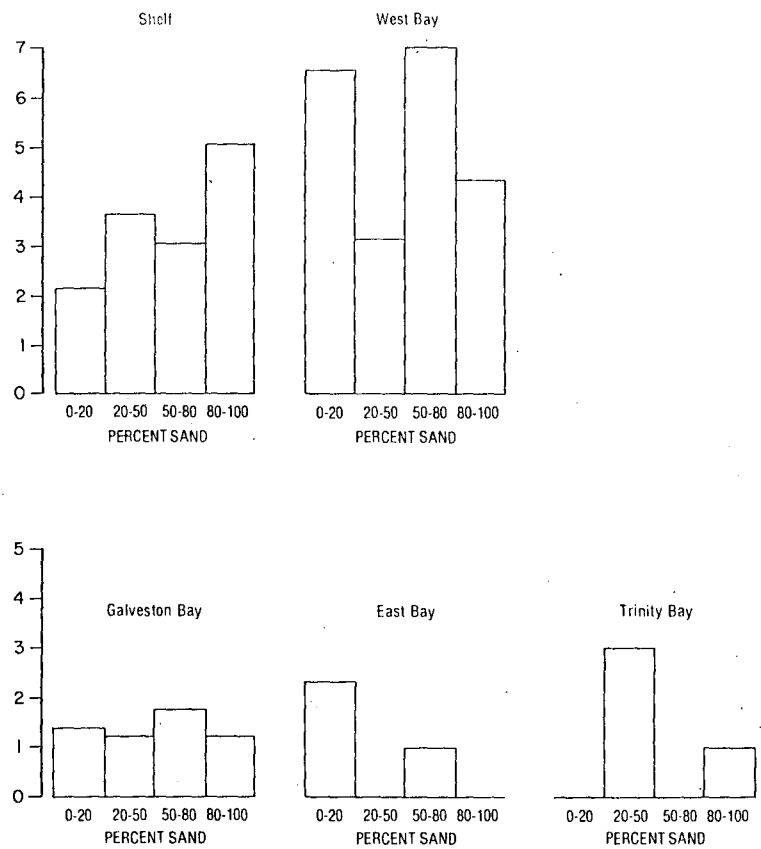 Shelf West Bay
7
6
5
4
3
2
1
0
0-20 20-50 50-80 80-100 0-20 20-50 50-80 80-100
PERCENT SAND PERCENT SAND
5
4
Galveston Bay East Bay Trinity Bay
3
2
1
0
0-20 20-50 50-80 80-100 0-20 20-50 50-80 80-100 0-20 20-50 50-80 80-100
PERCENT SAND PERCENT SAND PERCENT SAND